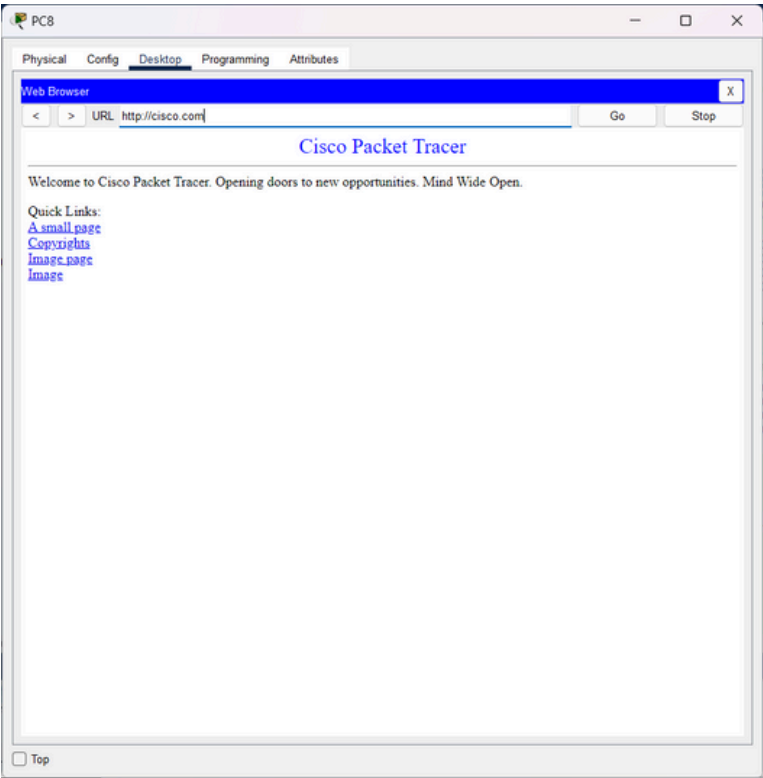 PC8
Physical Config Desktop Programming Attributes
Web Browser X
< > URL http://cisco.com Go Stop
Cisco Packet Tracer
Welcome to Cisco Packet Tracer. Opening doors to new opportunities. Mind Wide Open.
Quick Links:
A small page
Copyrights
Image page
Image
Top